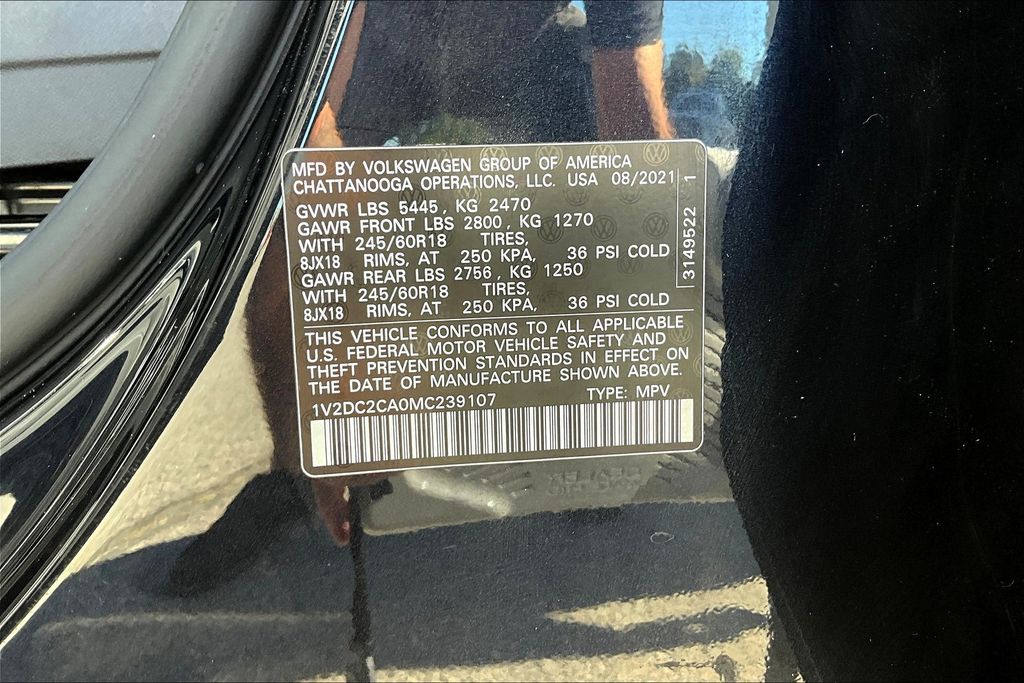 MFD BY VOLKSWAGEN GROUP OF AMERICA
CHATTANOOGA OPERATIONS, LLC. USA 08/2021
GVWR LBS 5445, KG 2470
GAWR FRONT LBS 2800, KG 1270
WITH 245/60R18 TIRES,
8JX18 RIMS, AT 250 KPA, 36 PSI COLD
GAWR REAR LBS 2756, KG 1250
WITH 245/60R18 TIRES,
8JX18 RIMS, AT 250 KPA, 36 PSI COLD
3149522 1
THIS VEHICLE CONFORMS TO ALL APPLICABLE
U.S. FEDERAL MOTOR VEHICLE SAFETY AND
THEFT PREVENTION STANDARDS IN EFFECT ON
THE DATE OF MANUFACTURE SHOWN ABOVE.
1V2DC2CA0MC239107 TYPE: MPV